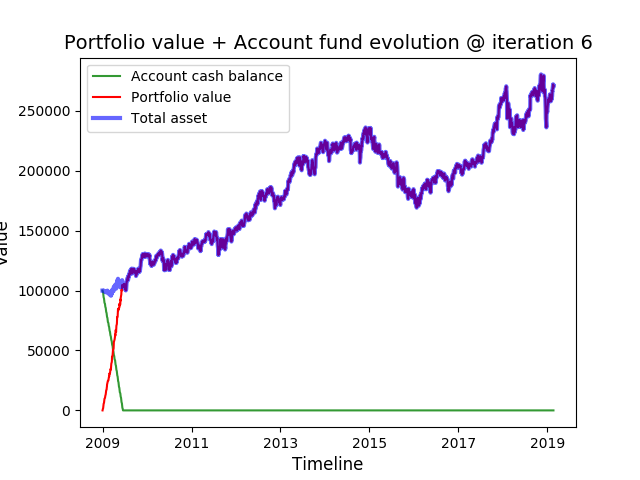 Portfolio value + Account fund evolution @ iteration 6
Account cash balance
Portfolio value
Total asset
250000
200000
150000
100000
50000
0
Value
2009 2011 2013 2015 2017 2019
Timeline